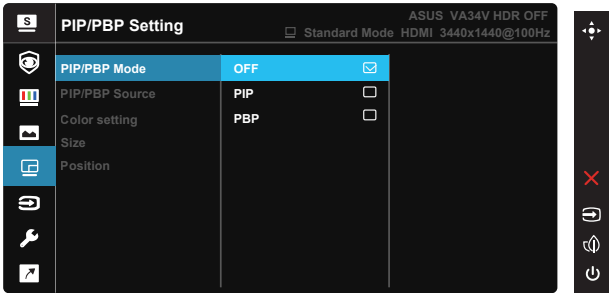 S
PIP/PBP Setting
ASUS VA34V HDR OFF
Standard Mode HDMI 3440x1440@100Hz
PIP/PBP Mode OFF
PIP/PBP Source PIP
Color setting PBP
Size
Position